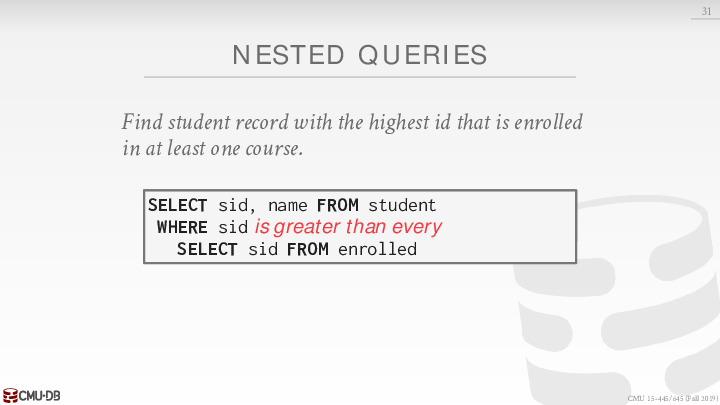 31
NESTED QUERIES
Find student record with the highest id that is enrolled
in at least one course.
SELECT sid, name FROM student
WHERE sid is greater than every
SELECT sid FROM enrolled
CMU·DB
CMU 15-445/645 (Fall 2019)